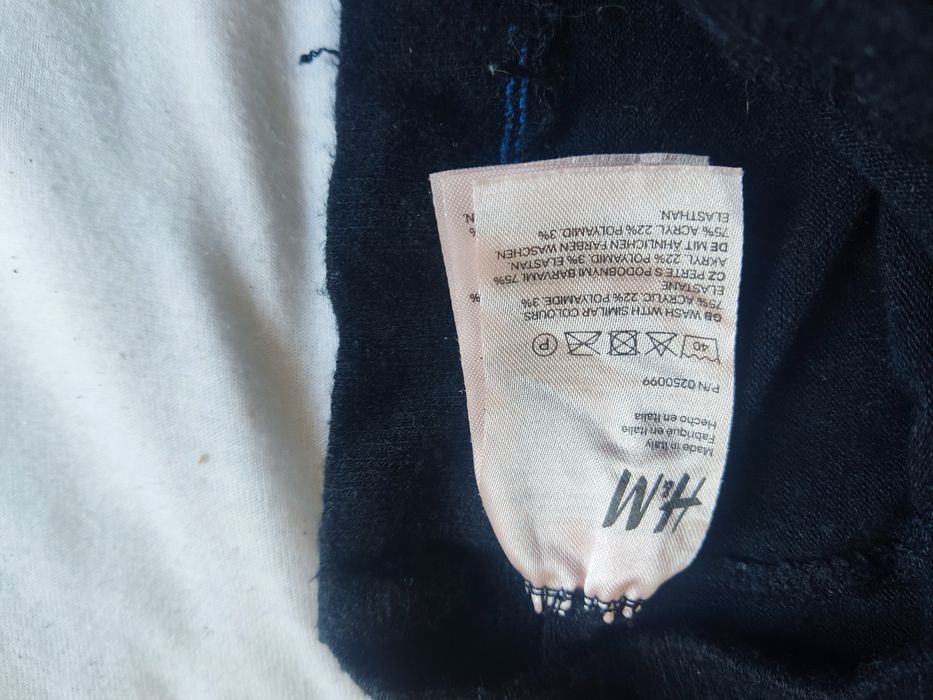 H&M
Made in Italy
Fabriqué en Italie
Hecho en Italia
P/N 0250099
40 P
GB WASH WITH SIMILAR COLOURS
75% ACRYLIC. 22% POLYAMIDE. 3%
ELASTANE
CZ PERTE S PODOBNÝMI BARVAMI. 75%
AKRYL. 22% POLYAMID. 3% ELASTAN.
DE MIT ÄHNLICHEN FARBEN WASCHEN.
75% ACRYL. 22% POLYAMID. 3%
ELASTHAN.
%
%
N.